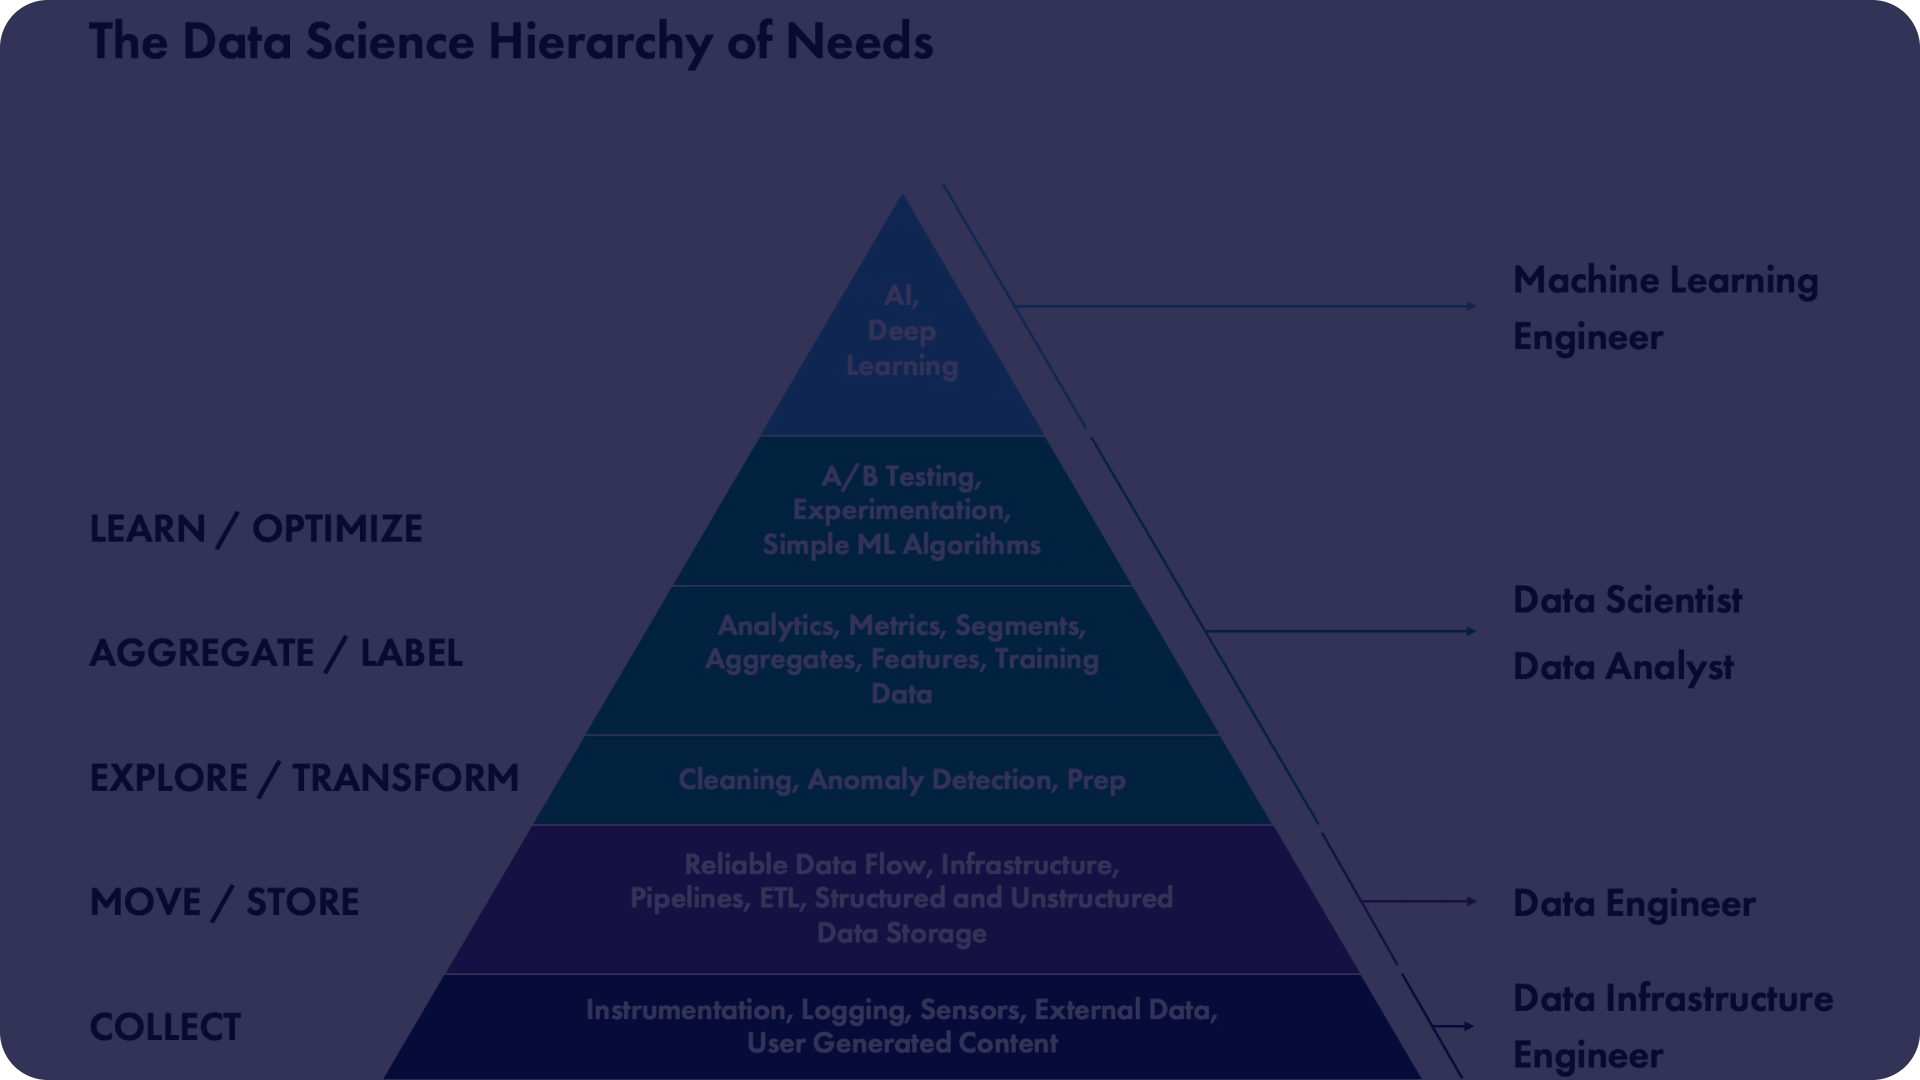 The Data Science Hierarchy of Needs
AI,
Deep
Learning
Machine Learning
Engineer
LEARN / OPTIMIZE
A/B Testing,
Experimentation,
Simple ML Algorithms
AGGREGATE / LABEL
Analytics, Metrics, Segments,
Aggregates, Features, Training
Data
Data Scientist
Data Analyst
EXPLORE / TRANSFORM
Cleaning, Anomaly Detection, Prep
MOVE / STORE
Reliable Data Flow, Infrastructure,
Pipelines, ETL, Structured and Unstructured
Data Storage
Data Engineer
COLLECT
Instrumentation, Logging, Sensors, External Data,
User Generated Content
Data Infrastructure
Engineer